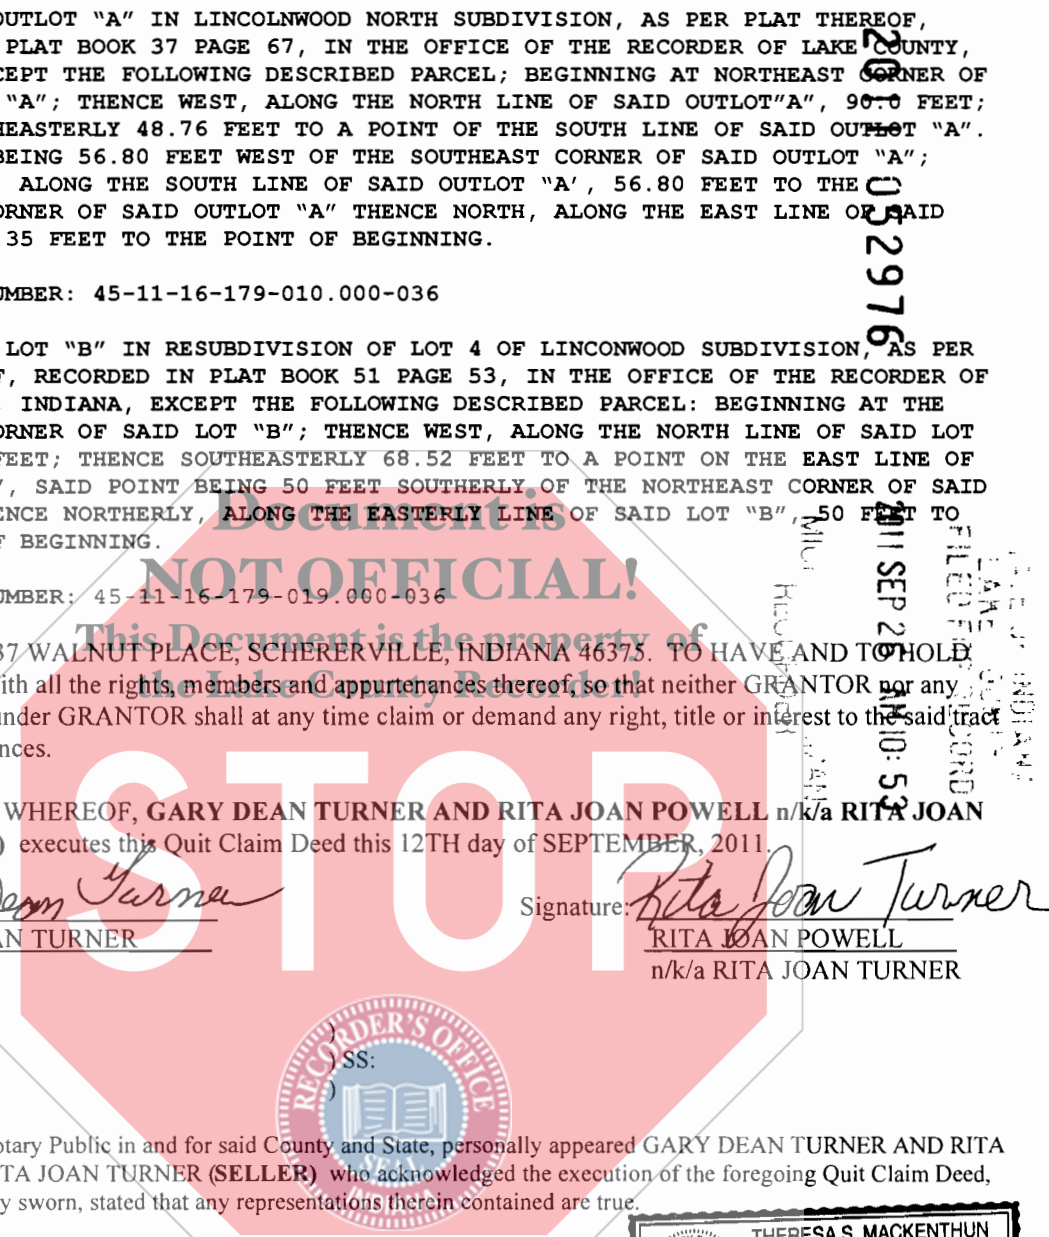 OUTLOT "A" IN LINCOLNWOOD NORTH SUBDIVISION, AS PER PLAT THEREOF,
PLAT BOOK 37 PAGE 67, IN THE OFFICE OF THE RECORDER OF LAKE COUNTY,
CEPT THE FOLLOWING DESCRIBED PARCEL; BEGINNING AT NORTHEAST CORNER OF
"A"; THENCE WEST, ALONG THE NORTH LINE OF SAID OUTLOT"A", 90.0 FEET;
HEASTERLY 48.76 FEET TO A POINT OF THE SOUTH LINE OF SAID OUTLOT "A".
BEING 56.80 FEET WEST OF THE SOUTHEAST CORNER OF SAID OUTLOT "A";
ALONG THE SOUTH LINE OF SAID OUTLOT "A', 56.80 FEET TO THE
ORNER OF SAID OUTLOT "A" THENCE NORTH, ALONG THE EAST LINE OF SAID
35 FEET TO THE POINT OF BEGINNING.
UMBER: 45-11-16-179-010.000-036
LOT "B" IN RESUBDIVISION OF LOT 4 OF LINCONWOOD SUBDIVISION, AS PER
F, RECORDED IN PLAT BOOK 51 PAGE 53, IN THE OFFICE OF THE RECORDER OF
INDIANA, EXCEPT THE FOLLOWING DESCRIBED PARCEL: BEGINNING AT THE
ORNER OF SAID LOT "B"; THENCE WEST, ALONG THE NORTH LINE OF SAID LOT
FEET; THENCE SOUTHEASTERLY 68.52 FEET TO A POINT ON THE EAST LINE OF
", SAID POINT BEING 50 FEET SOUTHERLY OF THE NORTHEAST CORNER OF SAID
ENCE NORTHERLY, ALONG THE EASTERLY LINE OF SAID LOT "B", 50 FEET TO
F BEGINNING.
UMBER: 45-11-16-179-019.000-036
2011 052976
2011 SEP 26 AM 10: 53
FILED FOR RECORD
Document is
NOT OFFICIAL!
This Document is the property of
the Lake County Recorder!
STOP
37 WALNUT PLACE, SCHERERVILLE, INDIANA 46375. TO HAVE AND TO HOLD
ith all the rights, members and appurtenances thereof, so that neither GRANTOR nor any
under GRANTOR shall at any time claim or demand any right, title or interest to the said tract
nces.
WHEREOF, GARY DEAN TURNER AND RITA JOAN POWELL n/k/a RITA JOAN
) executes this Quit Claim Deed this 12TH day of SEPTEMBER, 2011.
Dean Turner
Signature: Rita Joan Turner
AN TURNER
RITA JOAN POWELL
n/k/a RITA JOAN TURNER
)
) SS:
)
RECORDER'S OFFICE
SEAL
INDIANA
otary Public in and for said County and State, personally appeared GARY DEAN TURNER AND RITA
ITA JOAN TURNER (SELLER) who acknowledged the execution of the foregoing Quit Claim Deed,
y sworn, stated that any representations therein contained are true.
THERESA S. MACKENTHUN